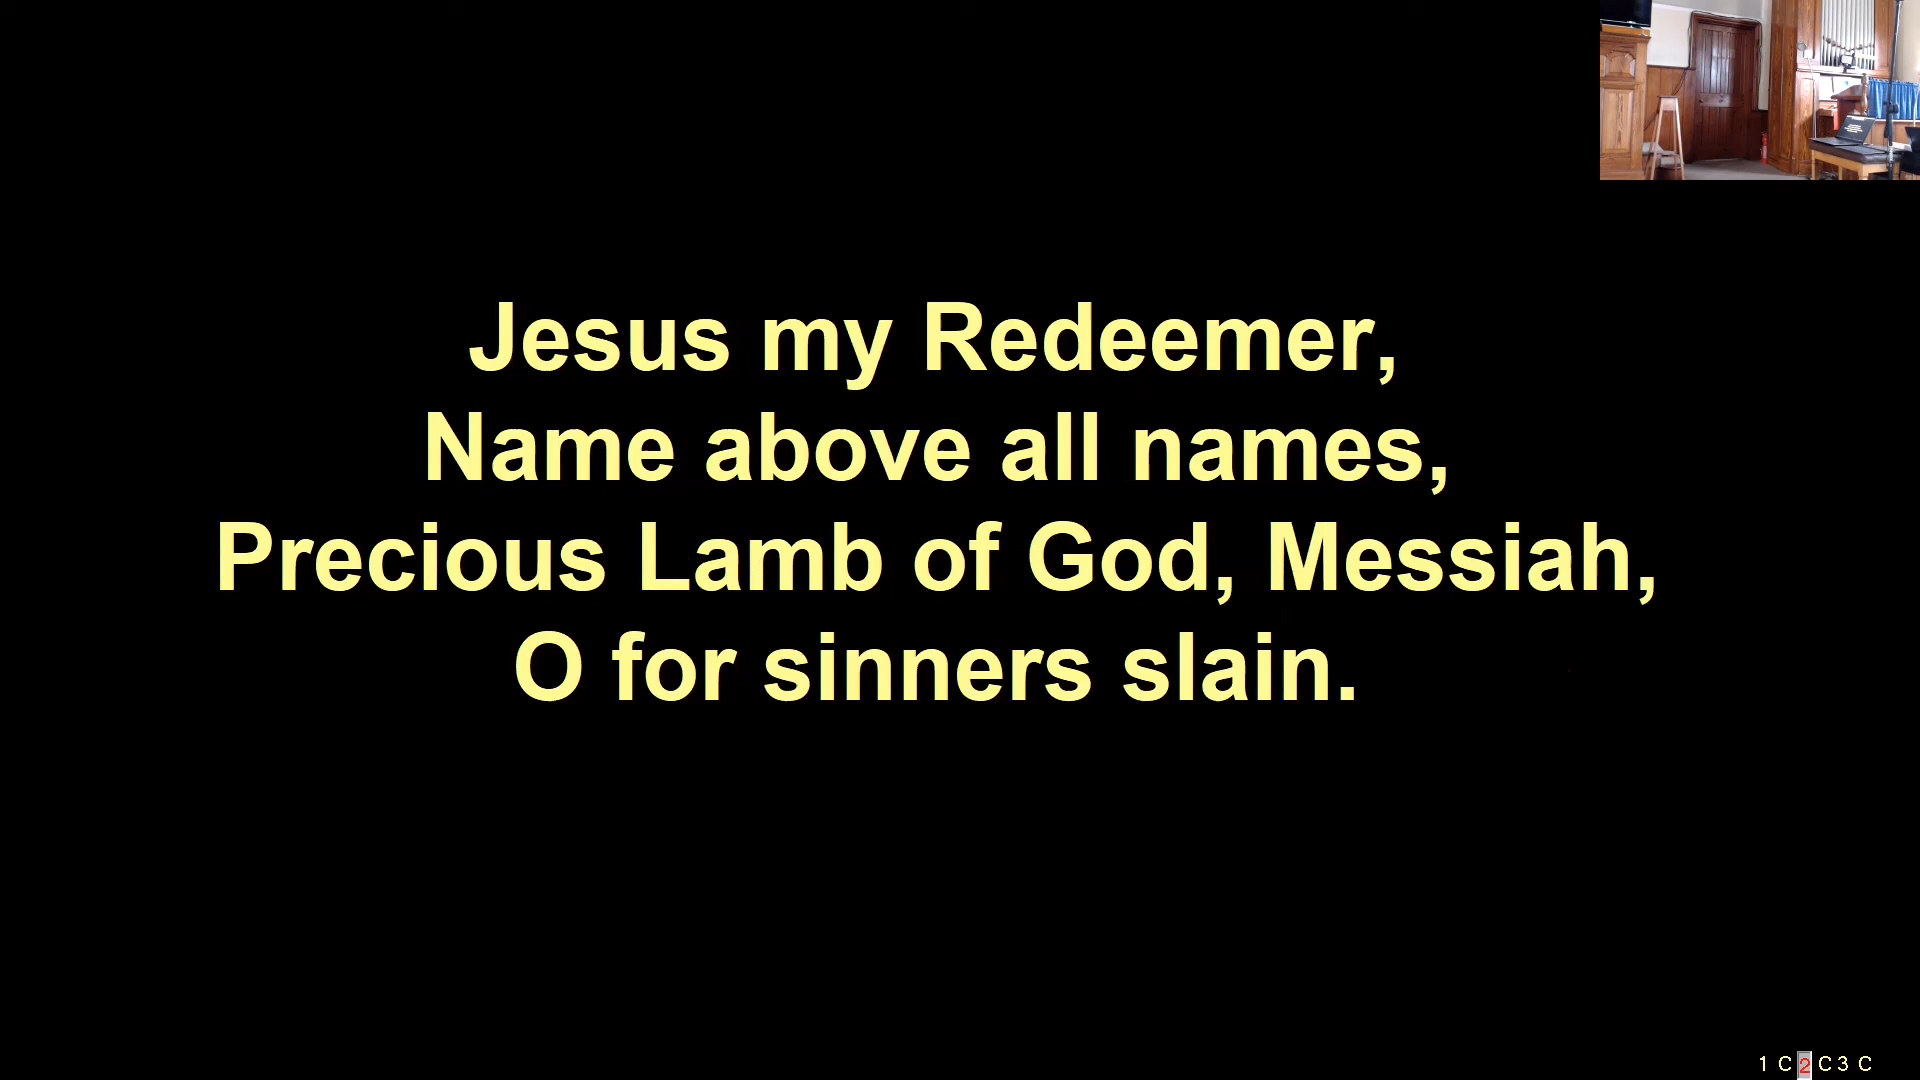 Jesus my Redeemer,
Name above all names,
Precious Lamb of God, Messiah,
O for sinners slain.
1 C 2 C 3 C